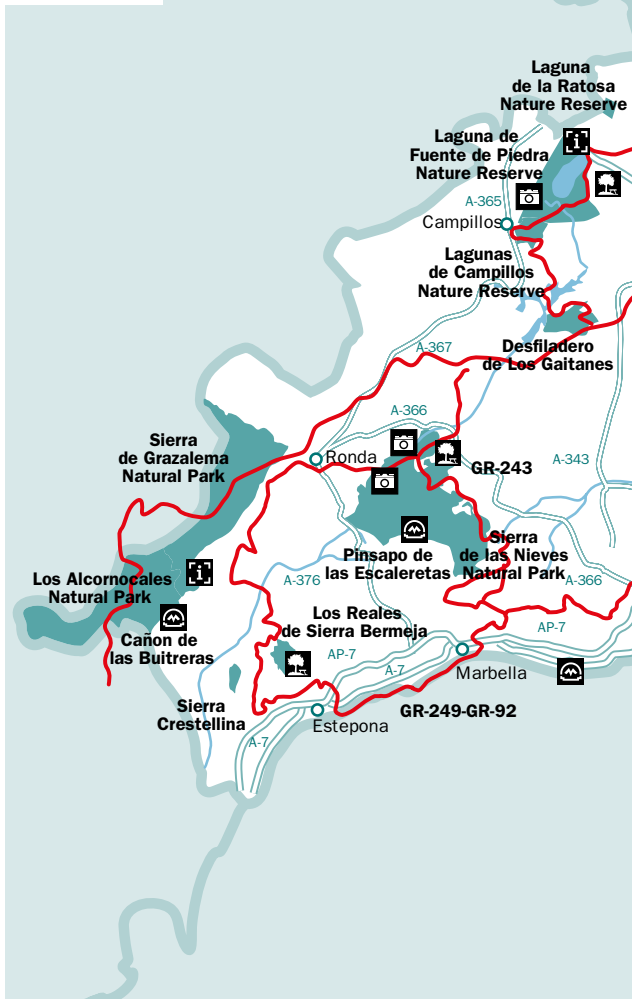 Laguna
de la Ratosa
Nature Reserve
Laguna de
Fuente de Piedra
Nature Reserve
A-365
Campillos
Lagunas
de Campillos
Nature Reserve
Desfiladero
de Los Gaitanes
A-367
A-366
Sierra
de Grazalema
Natural Park
Ronda
GR-243
A-343
Sierra
de las Nieves
Natural Park
Pinsapo de
las Escaleretas
A-366
Los Alcornocales
Natural Park
A-376
Los Reales
de Sierra Bermeja
Cañon de
las Buitreras
AP-7
AP-7
A-7
Marbella
Sierra
Crestellina
GR-249-GR-92
Estepona
A-7